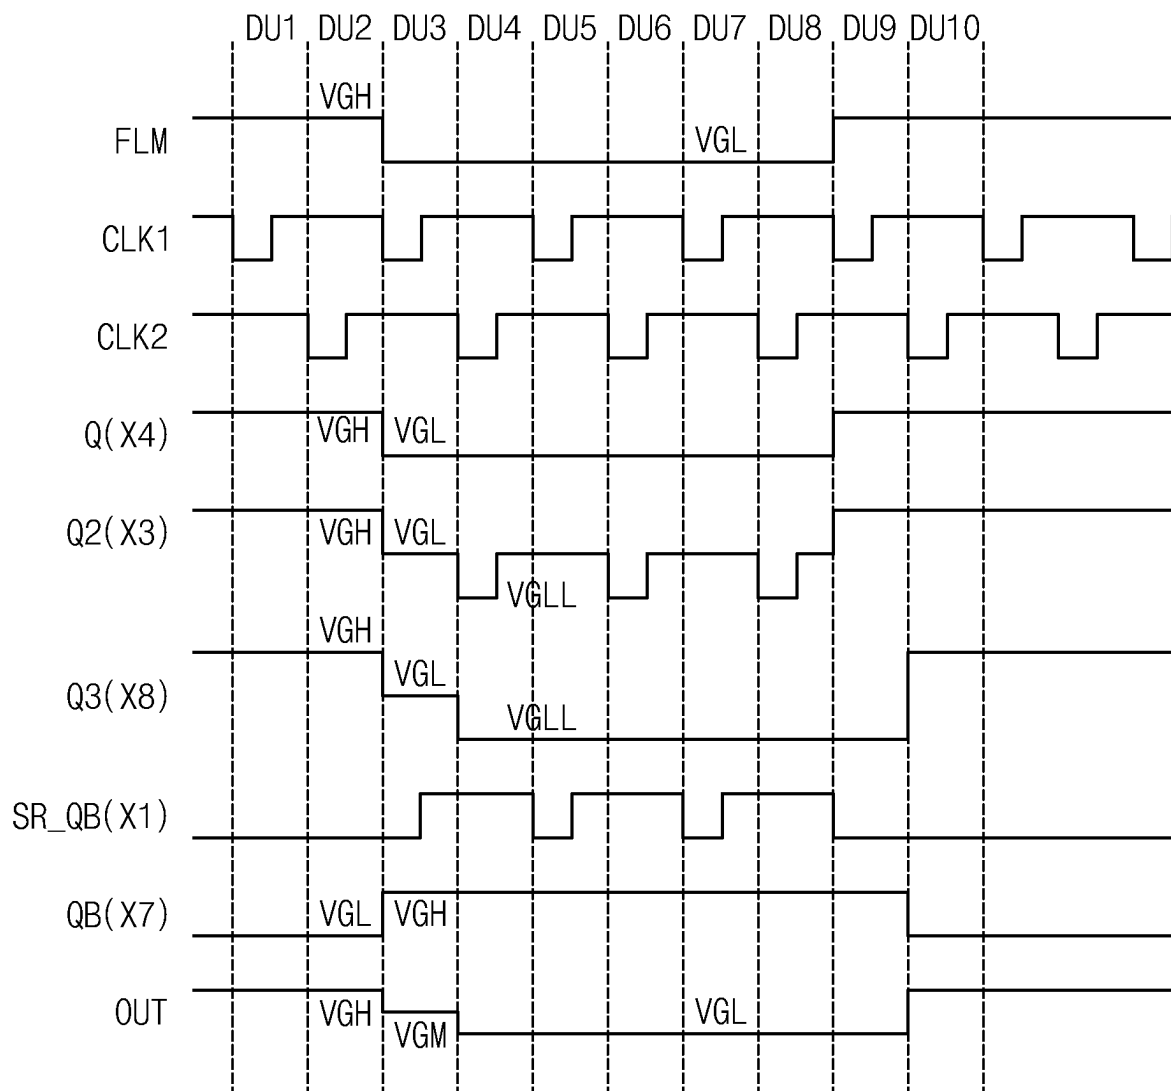 DU1 DU2 DU3 DU4 DU5 DU6 DU7 DU8 DU9 DU10
VGH
FLM VGL
CLK1
CLK2
Q(X4) VGH VGL
Q2(X3) VGH VGL
VGLL
VGH
Q3(X8) VGL
VGLL
SR_QB(X1)
QB(X7) VGL VGH
OUT VGH VGL
VGM